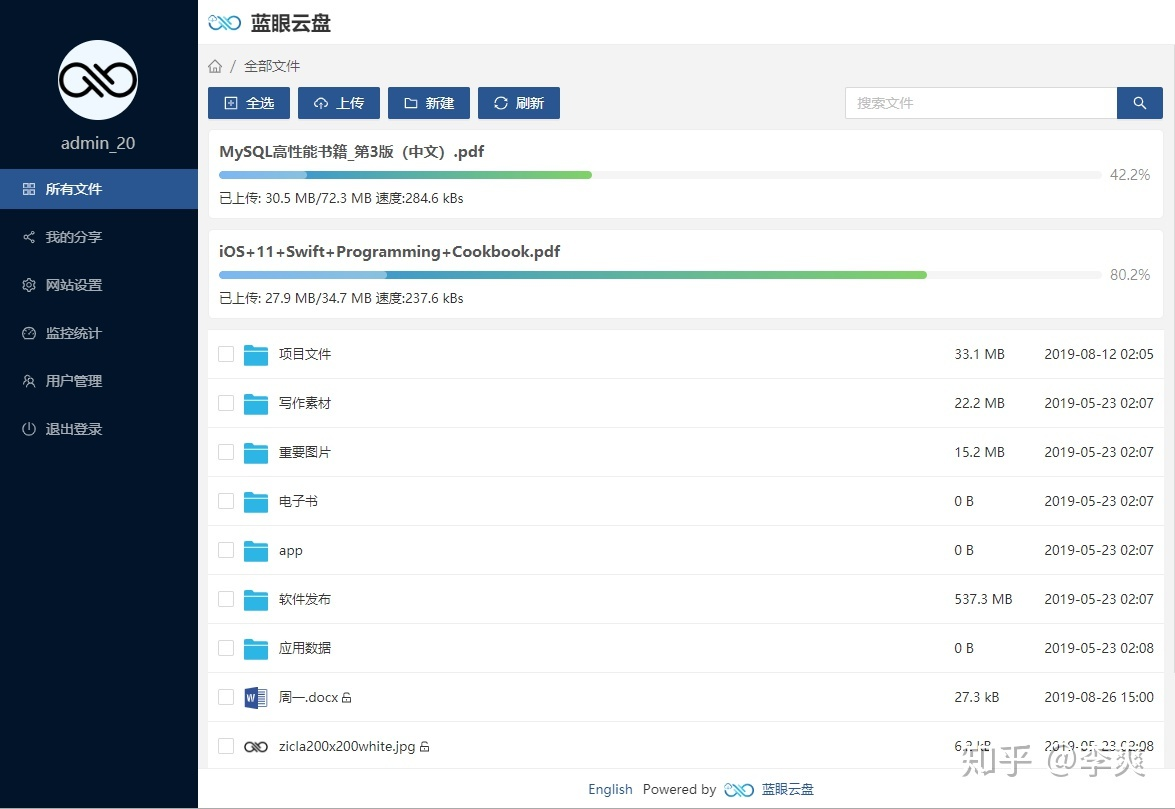 蓝眼云盘
admin_20
所有文件
我的分享
网站设置
监控统计
用户管理
退出登录
/ 全部文件
全选 上传 新建 刷新 搜索文件
MySQL高性能书籍_第3版（中文）.pdf
42.2%
已上传: 30.5 MB/72.3 MB 速度:284.6 kBs
iOS+11+Swift+Programming+Cookbook.pdf
80.2%
已上传: 27.9 MB/34.7 MB 速度:237.6 kBs
项目文件 33.1 MB 2019-08-12 02:05
写作素材 22.2 MB 2019-05-23 02:07
重要图片 15.2 MB 2019-05-23 02:07
电子书 0 B 2019-05-23 02:07
app 0 B 2019-05-23 02:07
软件发布 537.3 MB 2019-05-23 02:07
应用数据 0 B 2019-05-23 02:08
周一.docx 27.3 kB 2019-08-26 15:00
zicla200x200white.jpg kB 2019-05-23 02:08
知乎 @李爽
English Powered by 蓝眼云盘